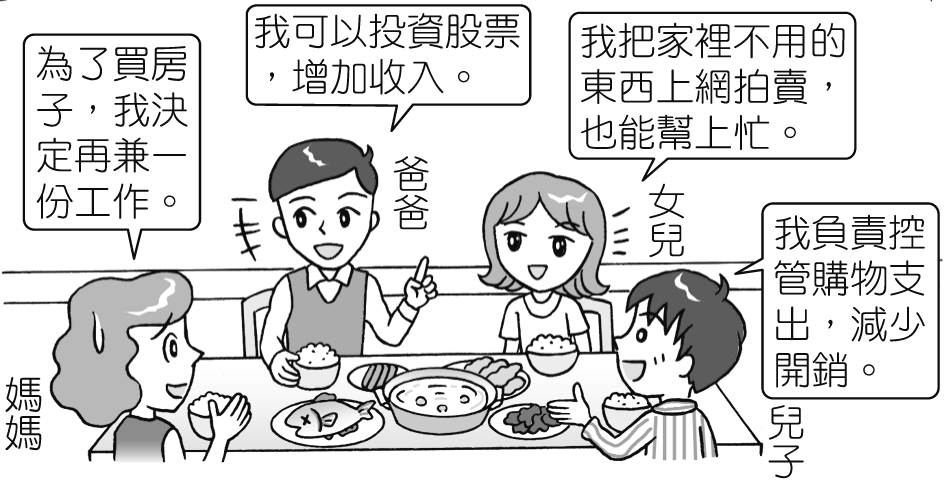 為了買房
子，我決
定再兼一
份工作。
媽媽
我可以投資股票
，增加收入。
爸爸
我把家裡不用的
東西上網拍賣，
也能幫上忙。
女兒
我負責控
管購物支
出，減少
開銷。
兒子